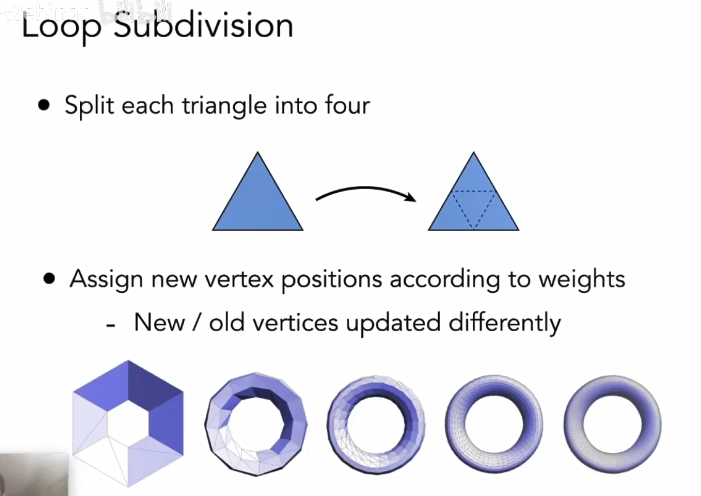 Webinar
Loop Subdivision
● Split each triangle into four
● Assign new vertex positions according to weights
- New / old vertices updated differently